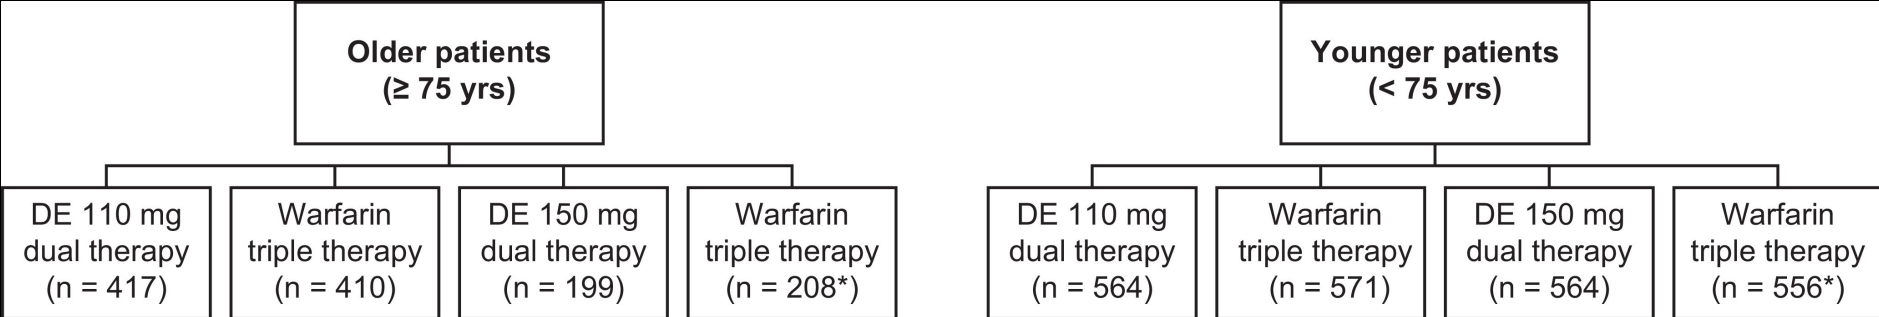 Older patients
(≥ 75 yrs)
DE 110 mg
dual therapy
(n = 417)
Warfarin
triple therapy
(n = 410)
DE 150 mg
dual therapy
(n = 199)
Warfarin
triple therapy
(n = 208*)
Younger patients
(< 75 yrs)
DE 110 mg
dual therapy
(n = 564)
Warfarin
triple therapy
(n = 571)
DE 150 mg
dual therapy
(n = 564)
Warfarin
triple therapy
(n = 556*)